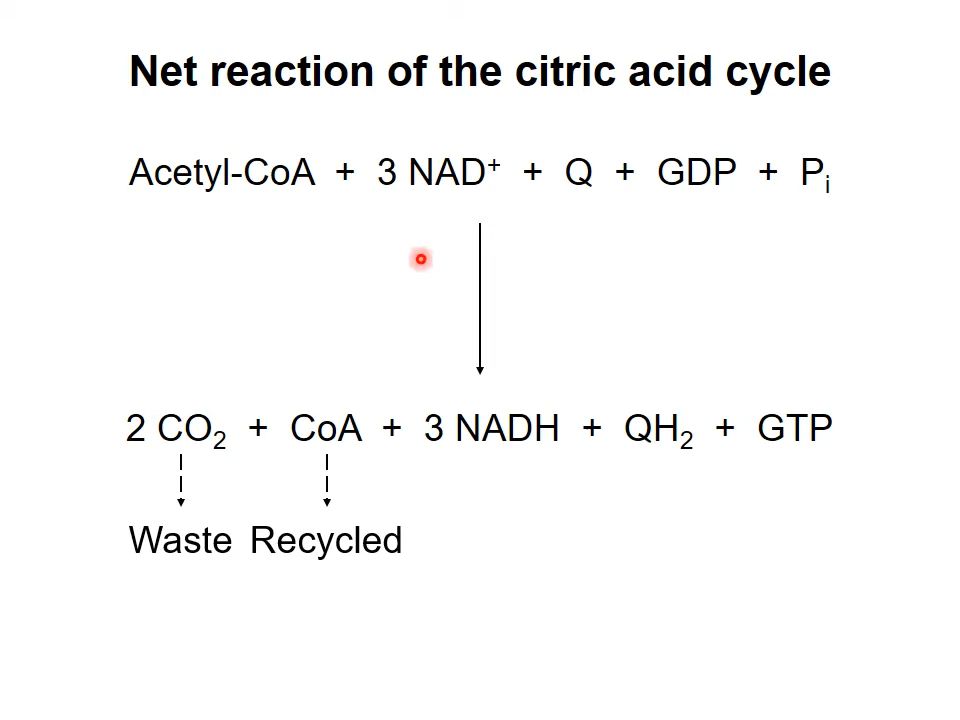 Net reaction of the citric acid cycle
Acetyl-CoA + 3 NAD⁺ + Q + GDP + Pᵢ
2 CO₂ + CoA + 3 NADH + QH₂ + GTP
Waste Recycled